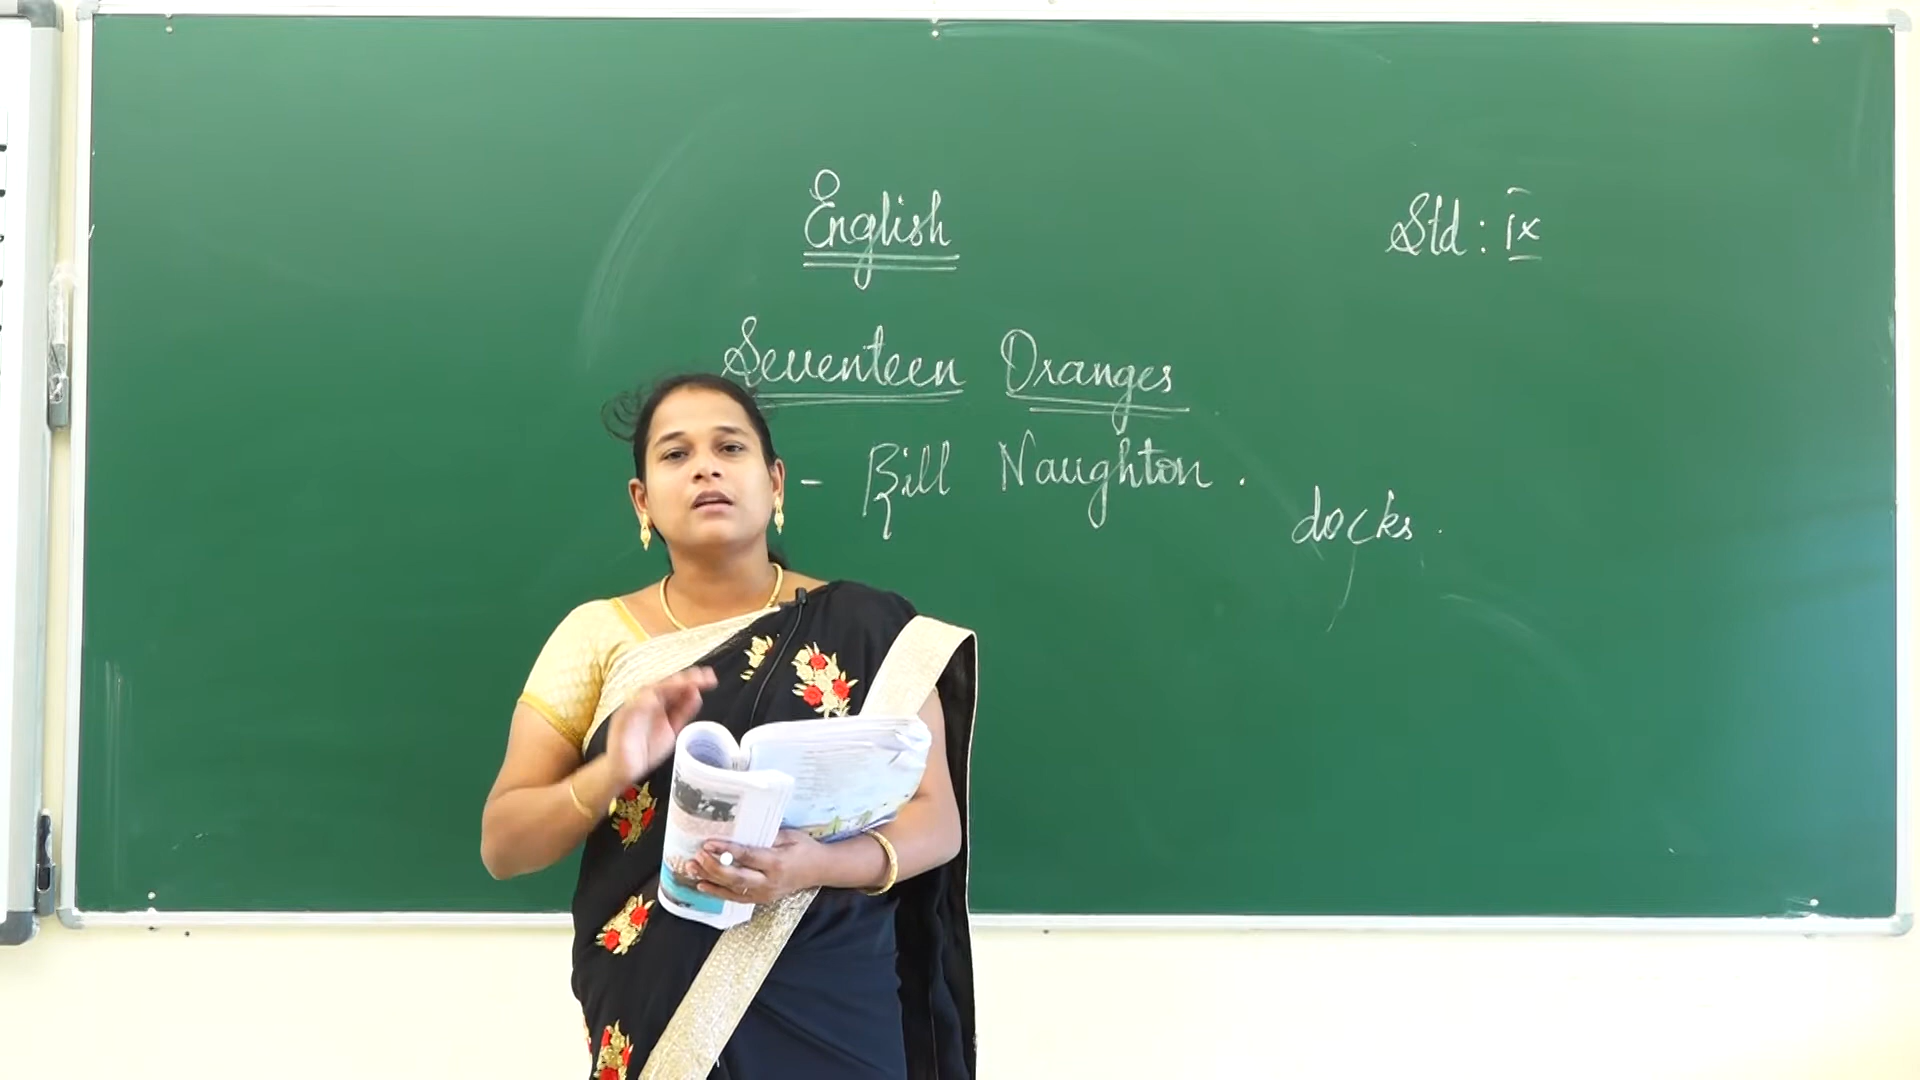 English
Std : IX
Seventeen Oranges
- Bill Naughton .
docks .